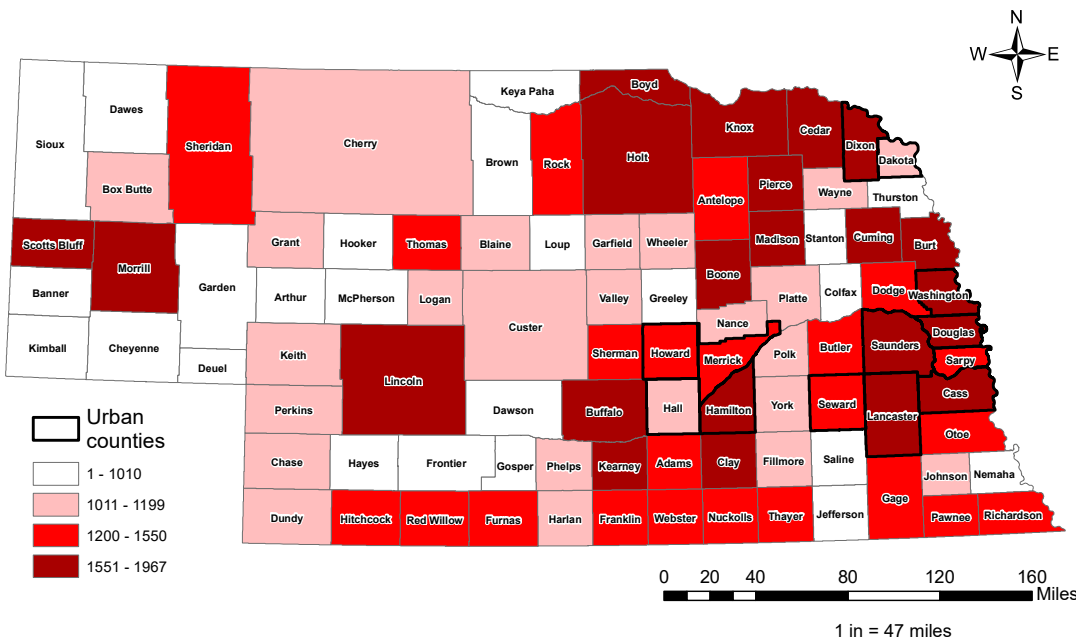 N
W E
S
Keya Paha
Boyd
Dawes
Knox
Cedar
Sioux
Sheridan
Cherry
Dixon
Holt
Dakota
Brown
Rock
Box Butte
Pierce
Wayne
Antelope
Thurston
Scotts Bluff
Grant
Hooker
Thomas
Blaine
Loup
Garfield
Wheeler
Madison
Stanton
Cuming
Burt
Morrill
Boone
Garden
Banner
Arthur
McPherson
Logan
Valley
Greeley
Platte
Colfax
Dodge
Washington
Custer
Nance
Kimball
Cheyenne
Deuel
Keith
Sherman
Howard
Merrick
Polk
Butler
Saunders
Douglas
Sarpy
Lincoln
Perkins
Dawson
Buffalo
Hall
Hamilton
York
Seward
Lancaster
Cass
Otoe
Chase
Hayes
Frontier
Gosper
Phelps
Kearney
Adams
Clay
Fillmore
Saline
Johnson
Nemaha
Gage
Dundy
Hitchcock
Red Willow
Furnas
Harlan
Franklin
Webster
Nuckolls
Thayer
Jefferson
Pawnee
Richardson
Urban
counties
1 - 1010
1011 - 1199
1200 - 1550
1551 - 1967
0 20 40 80 120 160
Miles
1 in = 47 miles